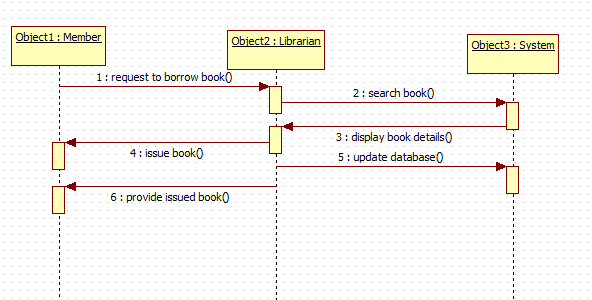 Object1 : Member
Object2 : Librarian
Object3 : System
1 : request to borrow book()
2 : search book()
3 : display book details()
4 : issue book()
5 : update database()
6 : provide issued book()